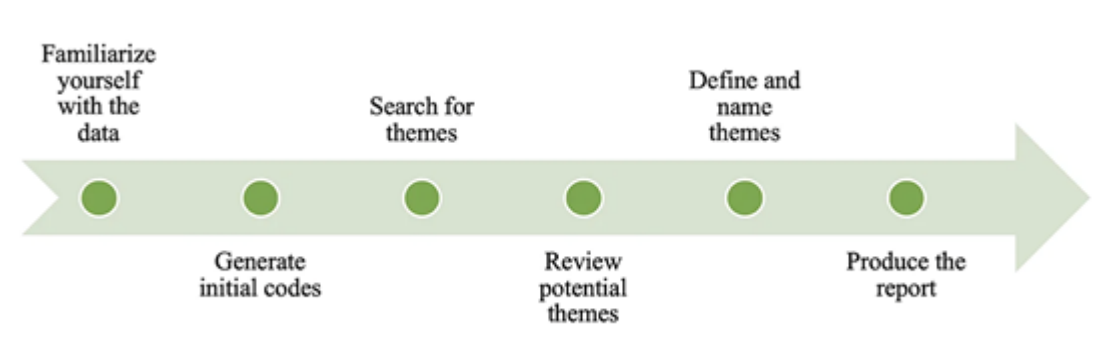 Familiarize
yourself
with the
data
Generate
initial codes
Search for
themes
Review
potential
themes
Define and
name
themes
Produce the
report